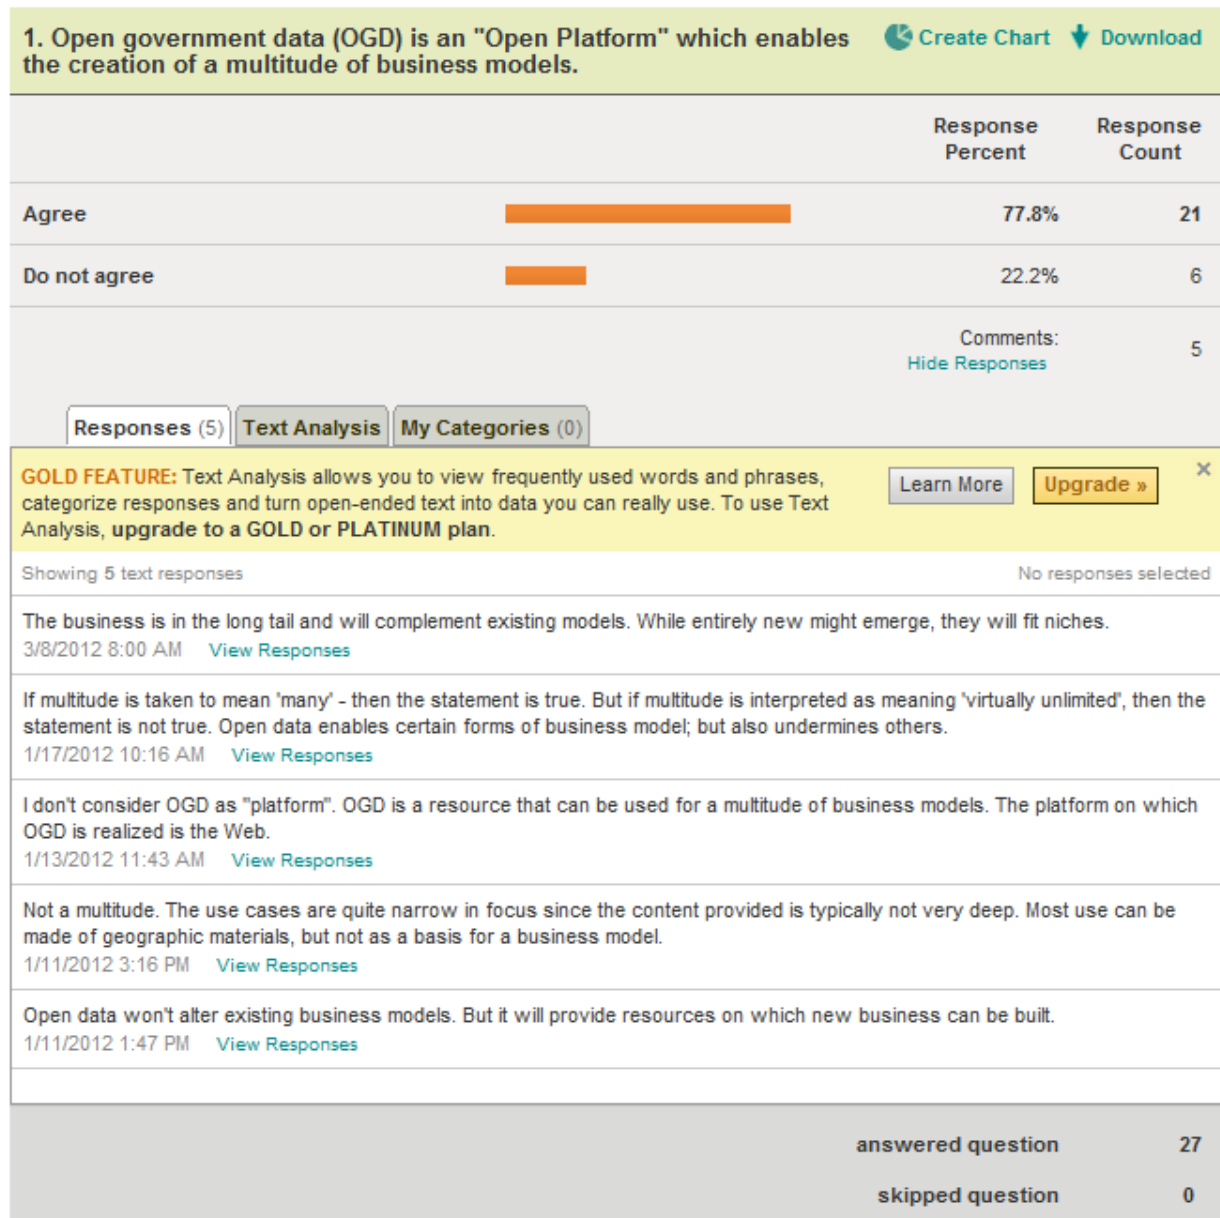 1. Open government data (OGD) is an "Open Platform" which enables
the creation of a multitude of business models.
Create Chart
Download
Response
Percent
Response
Count
Agree 77.8% 21
Do not agree 22.2% 6
Comments: 5
Hide Responses
Responses (5) Text Analysis My Categories (0)
GOLD FEATURE: Text Analysis allows you to view frequently used words and phrases,
categorize responses and turn open-ended text into data you can really use. To use Text
Analysis, upgrade to a GOLD or PLATINUM plan.
Learn More Upgrade »
×
Showing 5 text responses No responses selected
The business is in the long tail and will complement existing models. While entirely new might emerge, they will fit niches.
3/8/2012 8:00 AM View Responses
If multitude is taken to mean 'many' - then the statement is true. But if multitude is interpreted as meaning 'virtually unlimited', then the
statement is not true. Open data enables certain forms of business model; but also undermines others.
1/17/2012 10:16 AM View Responses
I don't consider OGD as "platform". OGD is a resource that can be used for a multitude of business models. The platform on which
OGD is realized is the Web.
1/13/2012 11:43 AM View Responses
Not a multitude. The use cases are quite narrow in focus since the content provided is typically not very deep. Most use can be
made of geographic materials, but not as a basis for a business model.
1/11/2012 3:16 PM View Responses
Open data won't alter existing business models. But it will provide resources on which new business can be built.
1/11/2012 1:47 PM View Responses
answered question 27
skipped question 0